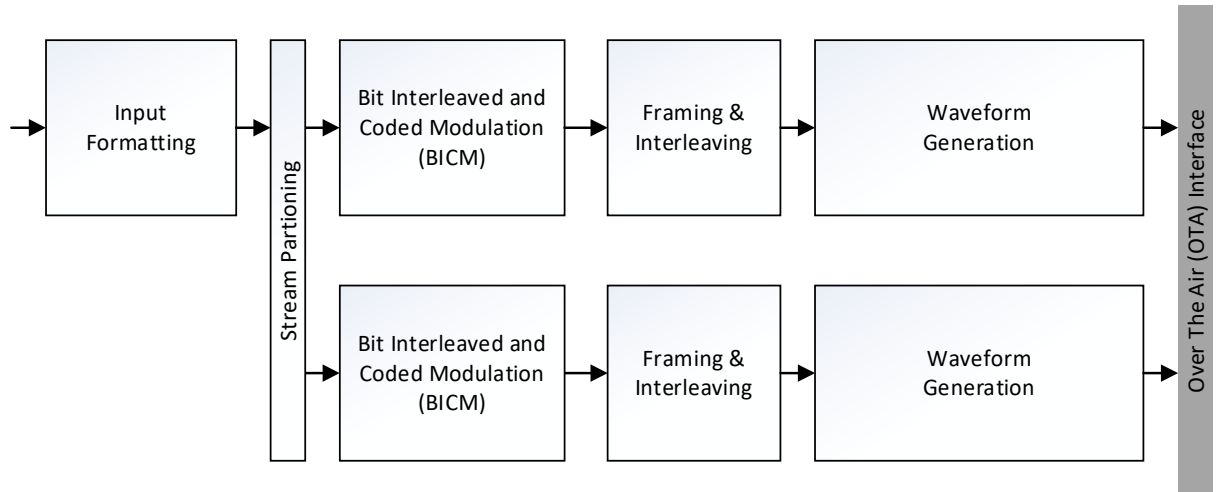 Input
Formatting
Stream Partioning
Bit Interleaved and
Coded Modulation
(BICM)
Framing &
Interleaving
Waveform
Generation
Bit Interleaved and
Coded Modulation
(BICM)
Framing &
Interleaving
Waveform
Generation
Over The Air (OTA) Interface